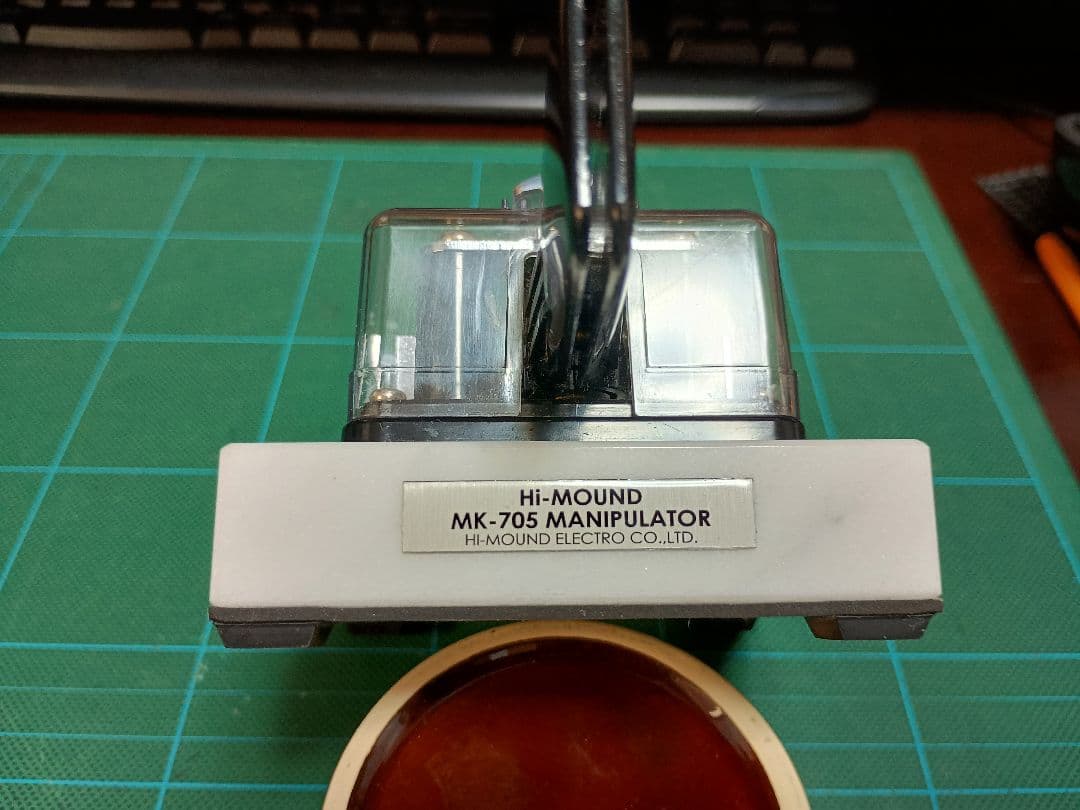 Hi-MOUND
MK-705 MANIPULATOR
HI-MOUND ELECTRO CO.,LTD.